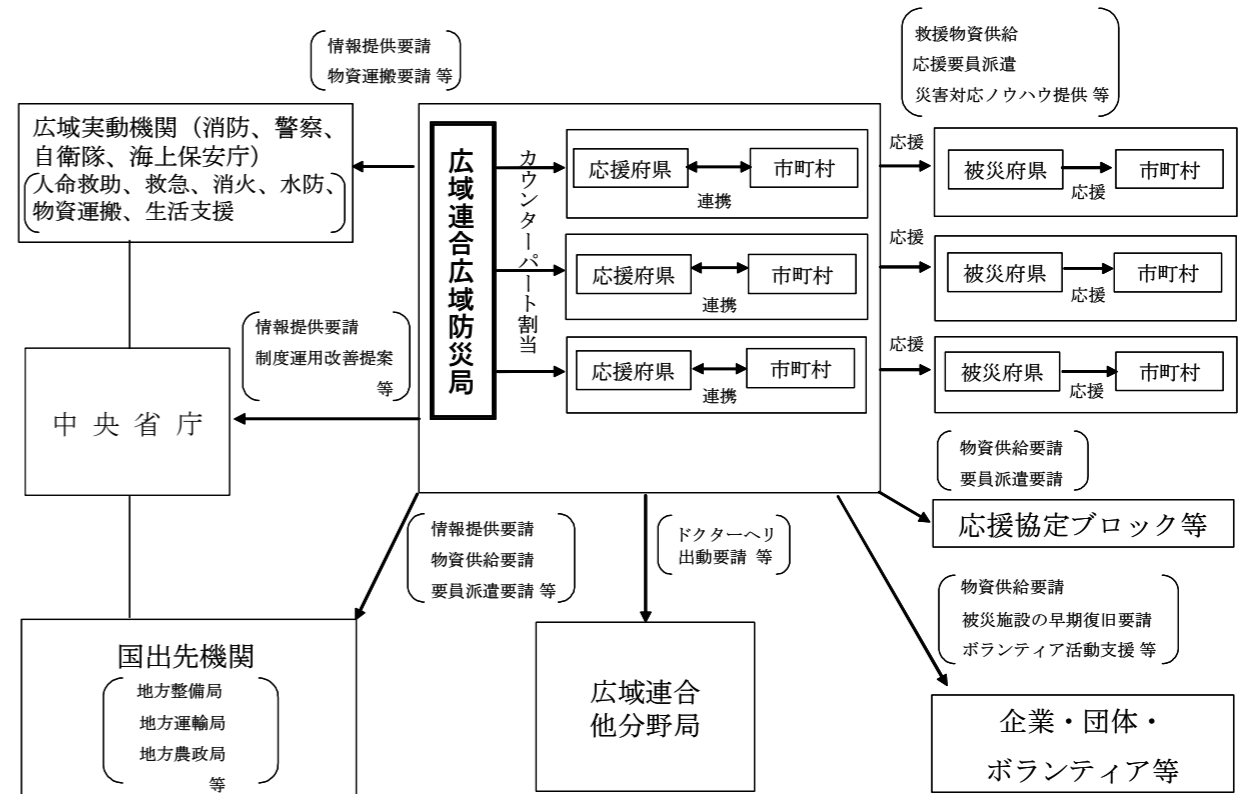 情報提供要請
物資運搬要請 等
救援物資供給
応援要員派遣
災害対応ノウハウ提供 等
広域実動機関（消防、警察、
自衛隊、海上保安庁）
人命救助、救急、消火、水防、
物資運搬、生活支援
広域連合広域防災局
カウンターパート割当
応援府県
市町村
連携
応援
被災府県
市町村
応援
応援府県
市町村
連携
応援
被災府県
市町村
応援
応援府県
市町村
連携
応援
被災府県
市町村
応援
情報提供要請
制度運用改善提案
等
中央省庁
物資供給要請
要員派遣要請
応援協定ブロック等
情報提供要請
物資供給要請
要員派遣要請 等
ドクターヘリ
出動要請 等
物資供給要請
被災施設の早期復旧要請
ボランティア活動支援 等
国出先機関
地方整備局
地方運輸局
地方農政局
等
広域連合
他分野局
企業・団体・
ボランティア等